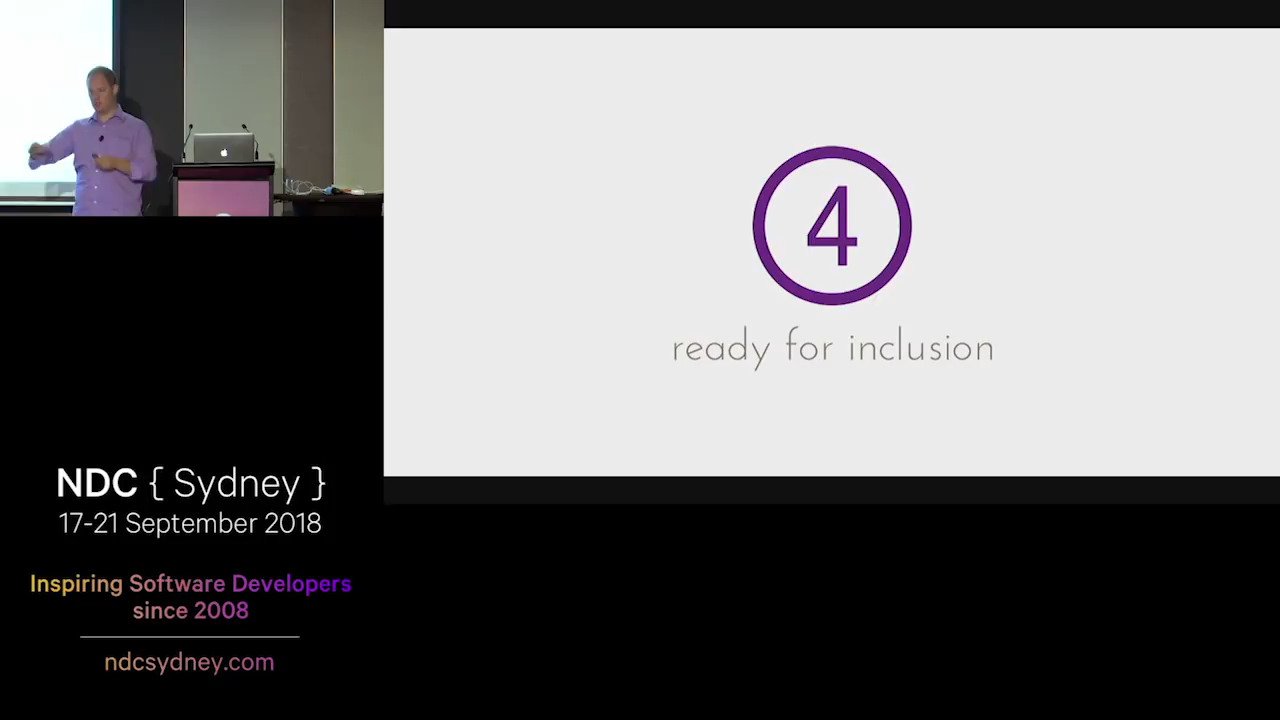 4
ready for inclusion
NDC { Sydney }
17-21 September 2018
Inspiring Software Developers
since 2008
ndcsydney.com